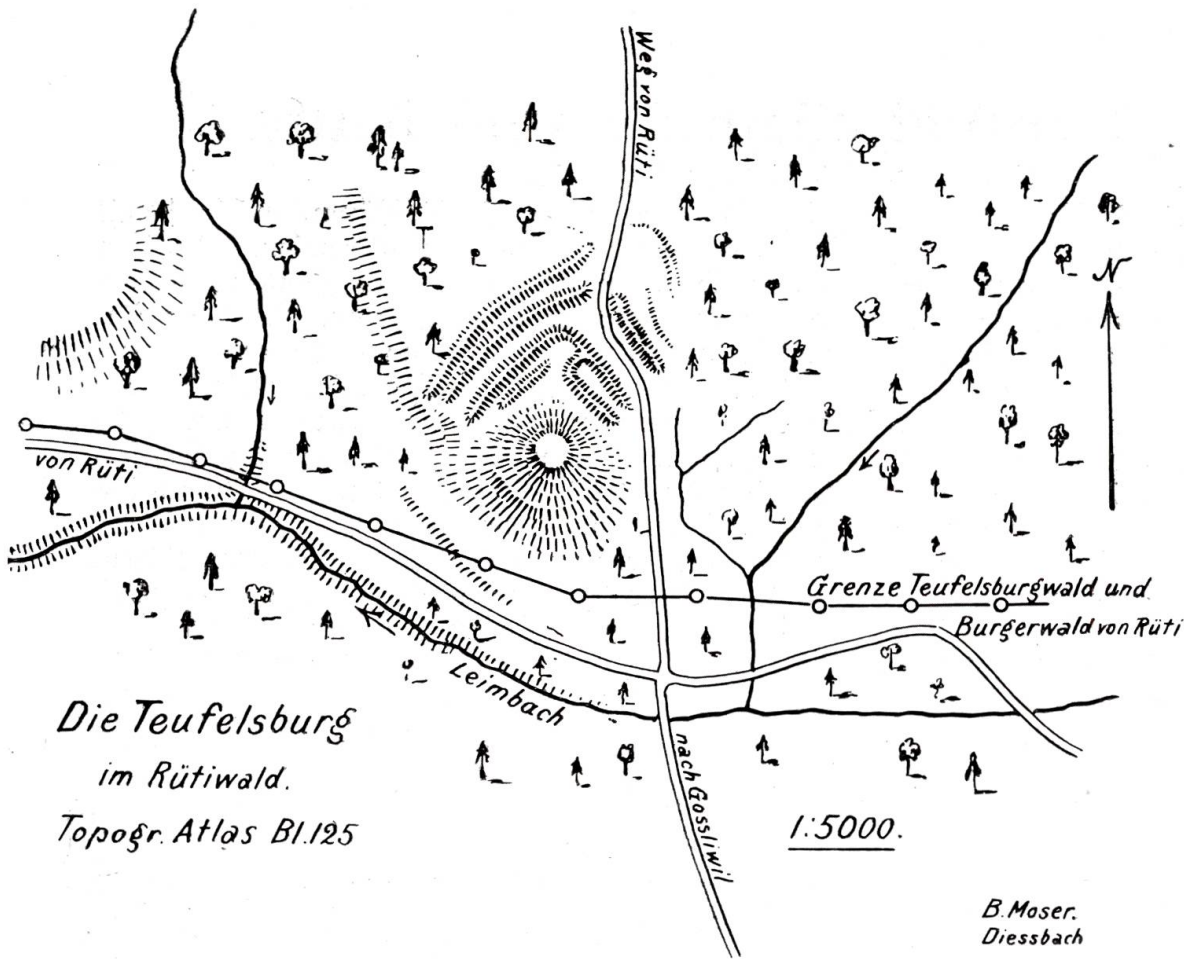 Weg von Rüti
N
von Rüti
Grenze Teufelsburgwald und
Burgerwald von Rüti
Leimbach
Die Teufelsburg
im Rütiwald.
Topogr. Atlas Bl.125
nach Gossliwil
1:5000.
B. Moser.
Diessbach